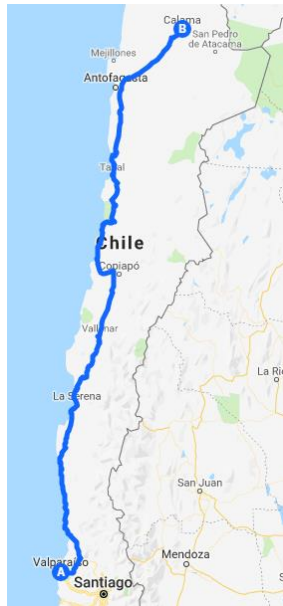 Calama
B
San Pedro
de Atacama
Mejillones
Antofagasta
Taltal
Chile
Copiapó
Vallenar
La Serena
La Rio
San Juan
Valparaíso
A
Mendoza
Santiago